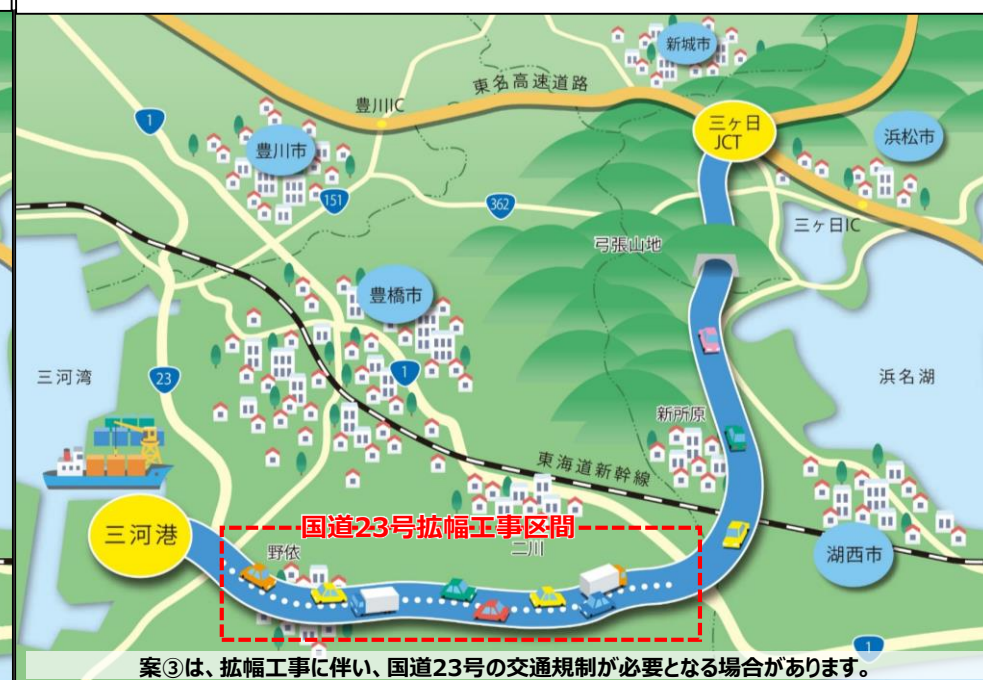 新城市
東名高速道路
豊川IC
三ヶ日
JCT
浜松市
1
豊川市
151
362
三ヶ日IC
弓張山地
豊橋市
三河湾
23
1
浜名湖
新所原
東海道新幹線
国道23号拡幅工事区間
三河港
野依
二川
湖西市
1
案③は、拡幅工事に伴い、国道23号の交通規制が必要となる場合があります。